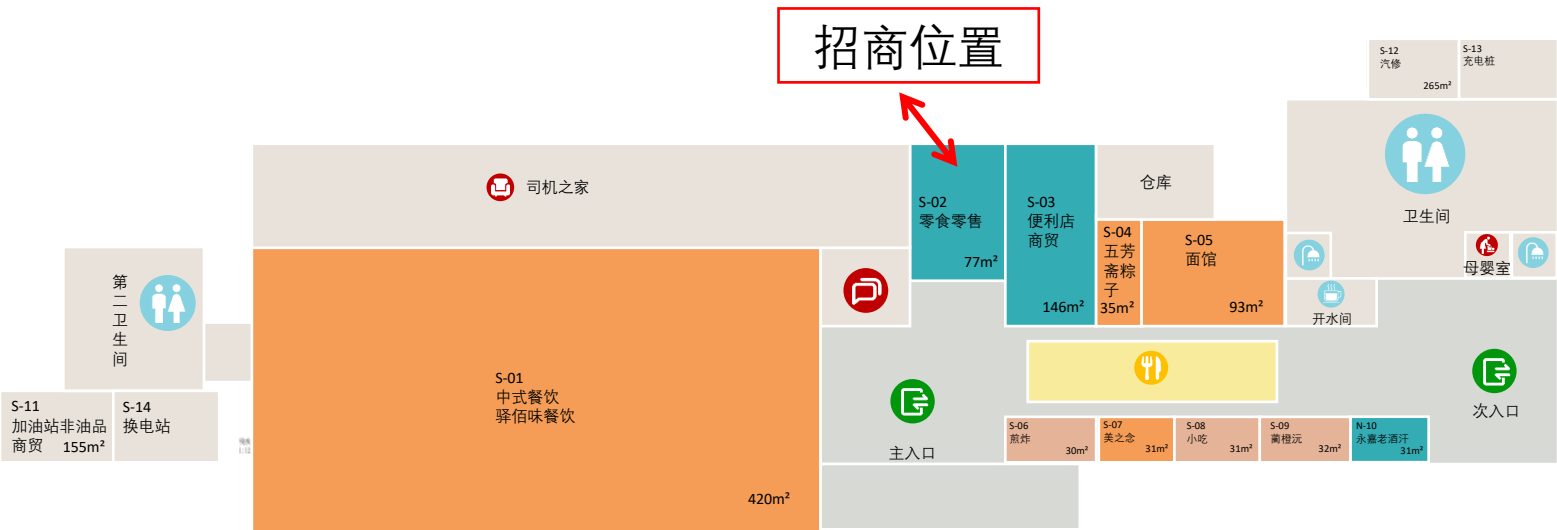 招商位置
S-12
汽修
265m²
S-13
充电桩
司机之家
S-02
零食零售
77m²
S-03
便利店
商贸
146m²
仓库
S-04
五芳
斋粽
子
35m²
S-05
面馆
93m²
卫生间
母婴室
开水间
第
二
卫
生
间
S-11
加油站非油品
商贸 155m²
S-14
换电站
S-01
中式餐饮
驿佰味餐饮
420m²
主入口
次入口
S-06
煎炸
30m²
S-07
美之念
31m²
S-08
小吃
31m²
S-09
蔺橙沅
32m²
N-10
永嘉老酒汗
31m²